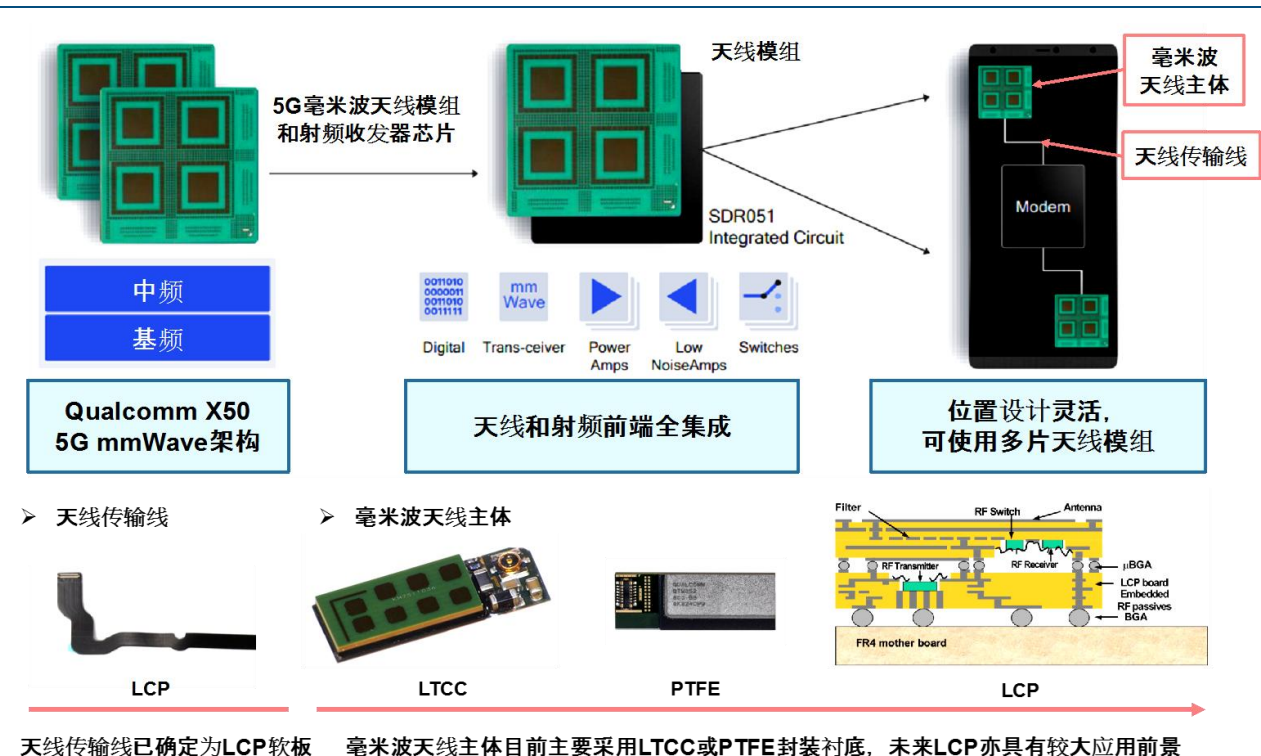 5G毫米波天线模组
和射频收发器芯片
天线模组
SDR051
Integrated Circuit
毫米波
天线主体
天线传输线
Modem
中频
基频
0011010
0000011
0011010
0011111
mm
Wave
Digital
Trans-ceiver
Power
Amps
Low
NoiseAmps
Switches
Qualcomm X50
5G mmWave架构
天线和射频前端全集成
位置设计灵活,
可使用多片天线模组
➢ 天线传输线
➢ 毫米波天线主体
Filter
RF Switch
Antenna
RF Transmitter
RF Receiver
μBGA
LCP board
Embedded
RF passives
BGA
FR4 mother board
QUALCOMM
LCP
LTCC
PTFE
LCP
天线传输线已确定为LCP软板
毫米波天线主体目前主要采用LTCC或PTFE封装衬底，未来LCP亦具有较大应用前景